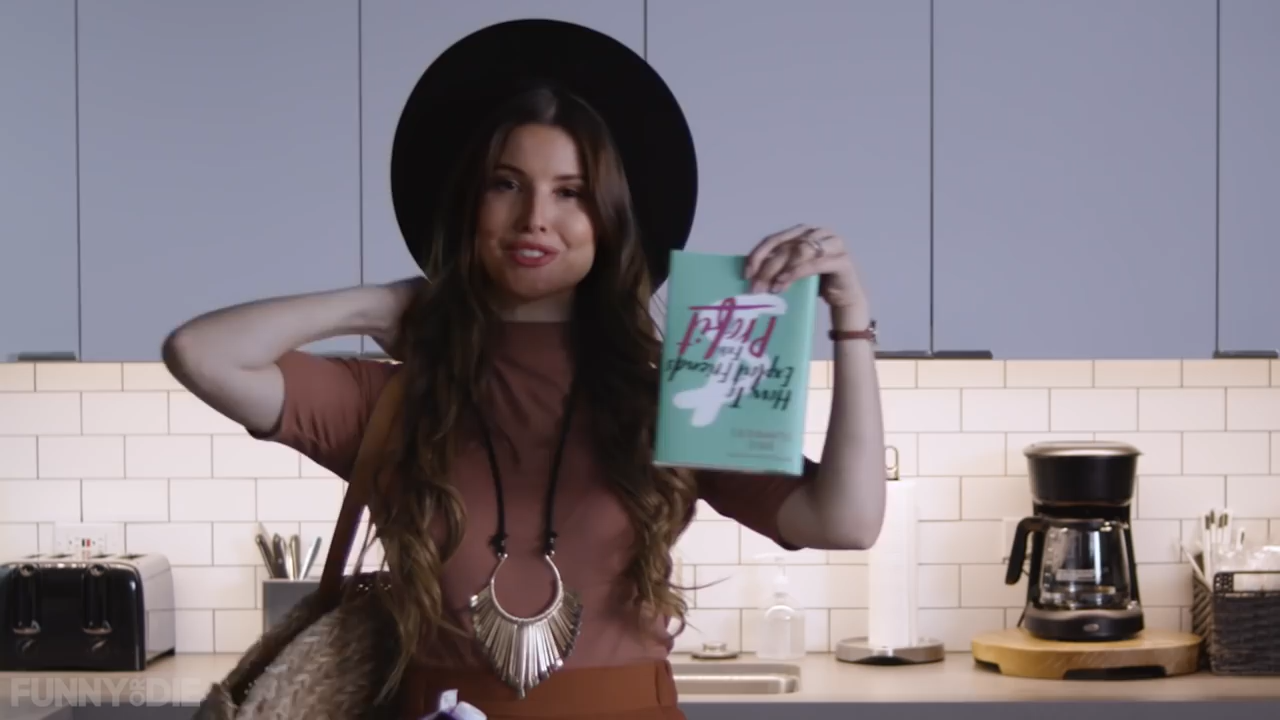 How To
Exploit Friends
For
Profit
FUNNY OR DIE